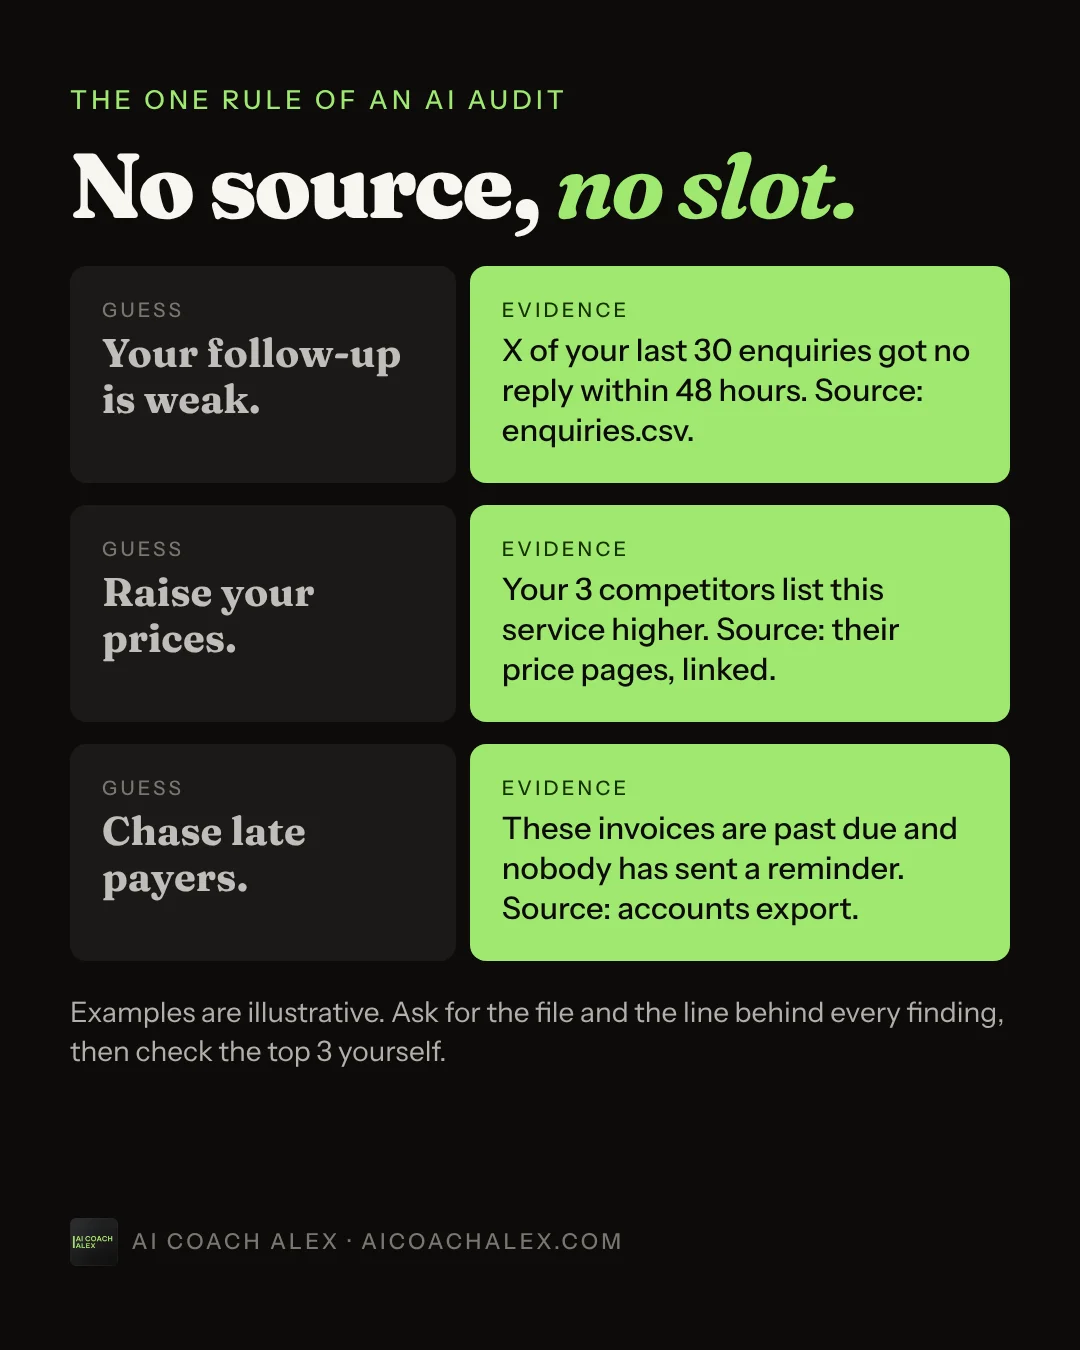 THE ONE RULE OF AN AI AUDIT
No source, no slot.
GUESS
Your follow-up
is weak.
EVIDENCE
X of your last 30 enquiries got no
reply within 48 hours. Source:
enquiries.csv.
GUESS
Raise your
prices.
EVIDENCE
Your 3 competitors list this
service higher. Source: their
price pages, linked.
GUESS
Chase late
payers.
EVIDENCE
These invoices are past due and
nobody has sent a reminder.
Source: accounts export.
Examples are illustrative. Ask for the file and the line behind every finding,
then check the top 3 yourself.
AI COACH
ALEX
AI COACH ALEX · AICOACHALEX.COM